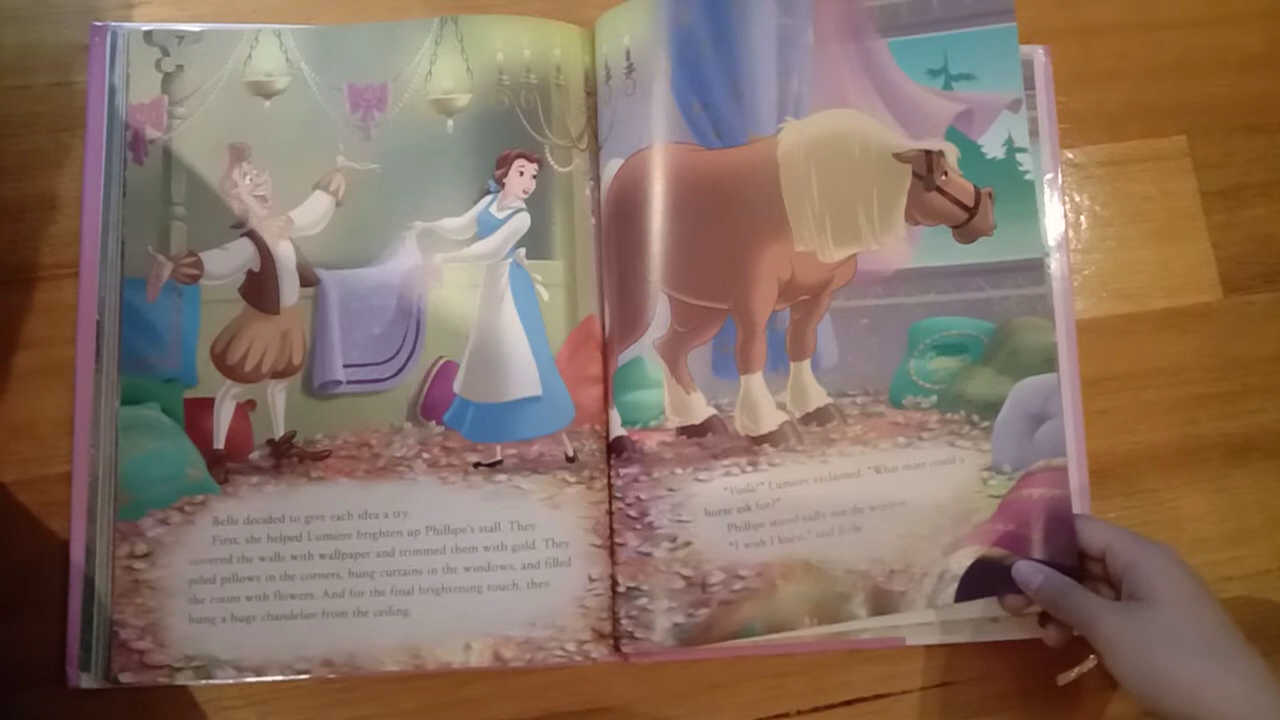 Belle decided to give each idea a try.
First, she helped Lumiere brighten up Phillipe's stall. They
covered the walls with wallpaper and trimmed them with gold. They
piled pillows in the corners, hung curtains in the windows, and filled
the room with flowers. And for the final brightening touch, they
hung a huge chandelier from the ceiling.
"Voilà!" Lumiere exclaimed. "What more could a
horse ask for?"
Phillipe stared sadly out the window.
"I wish I knew," said Belle